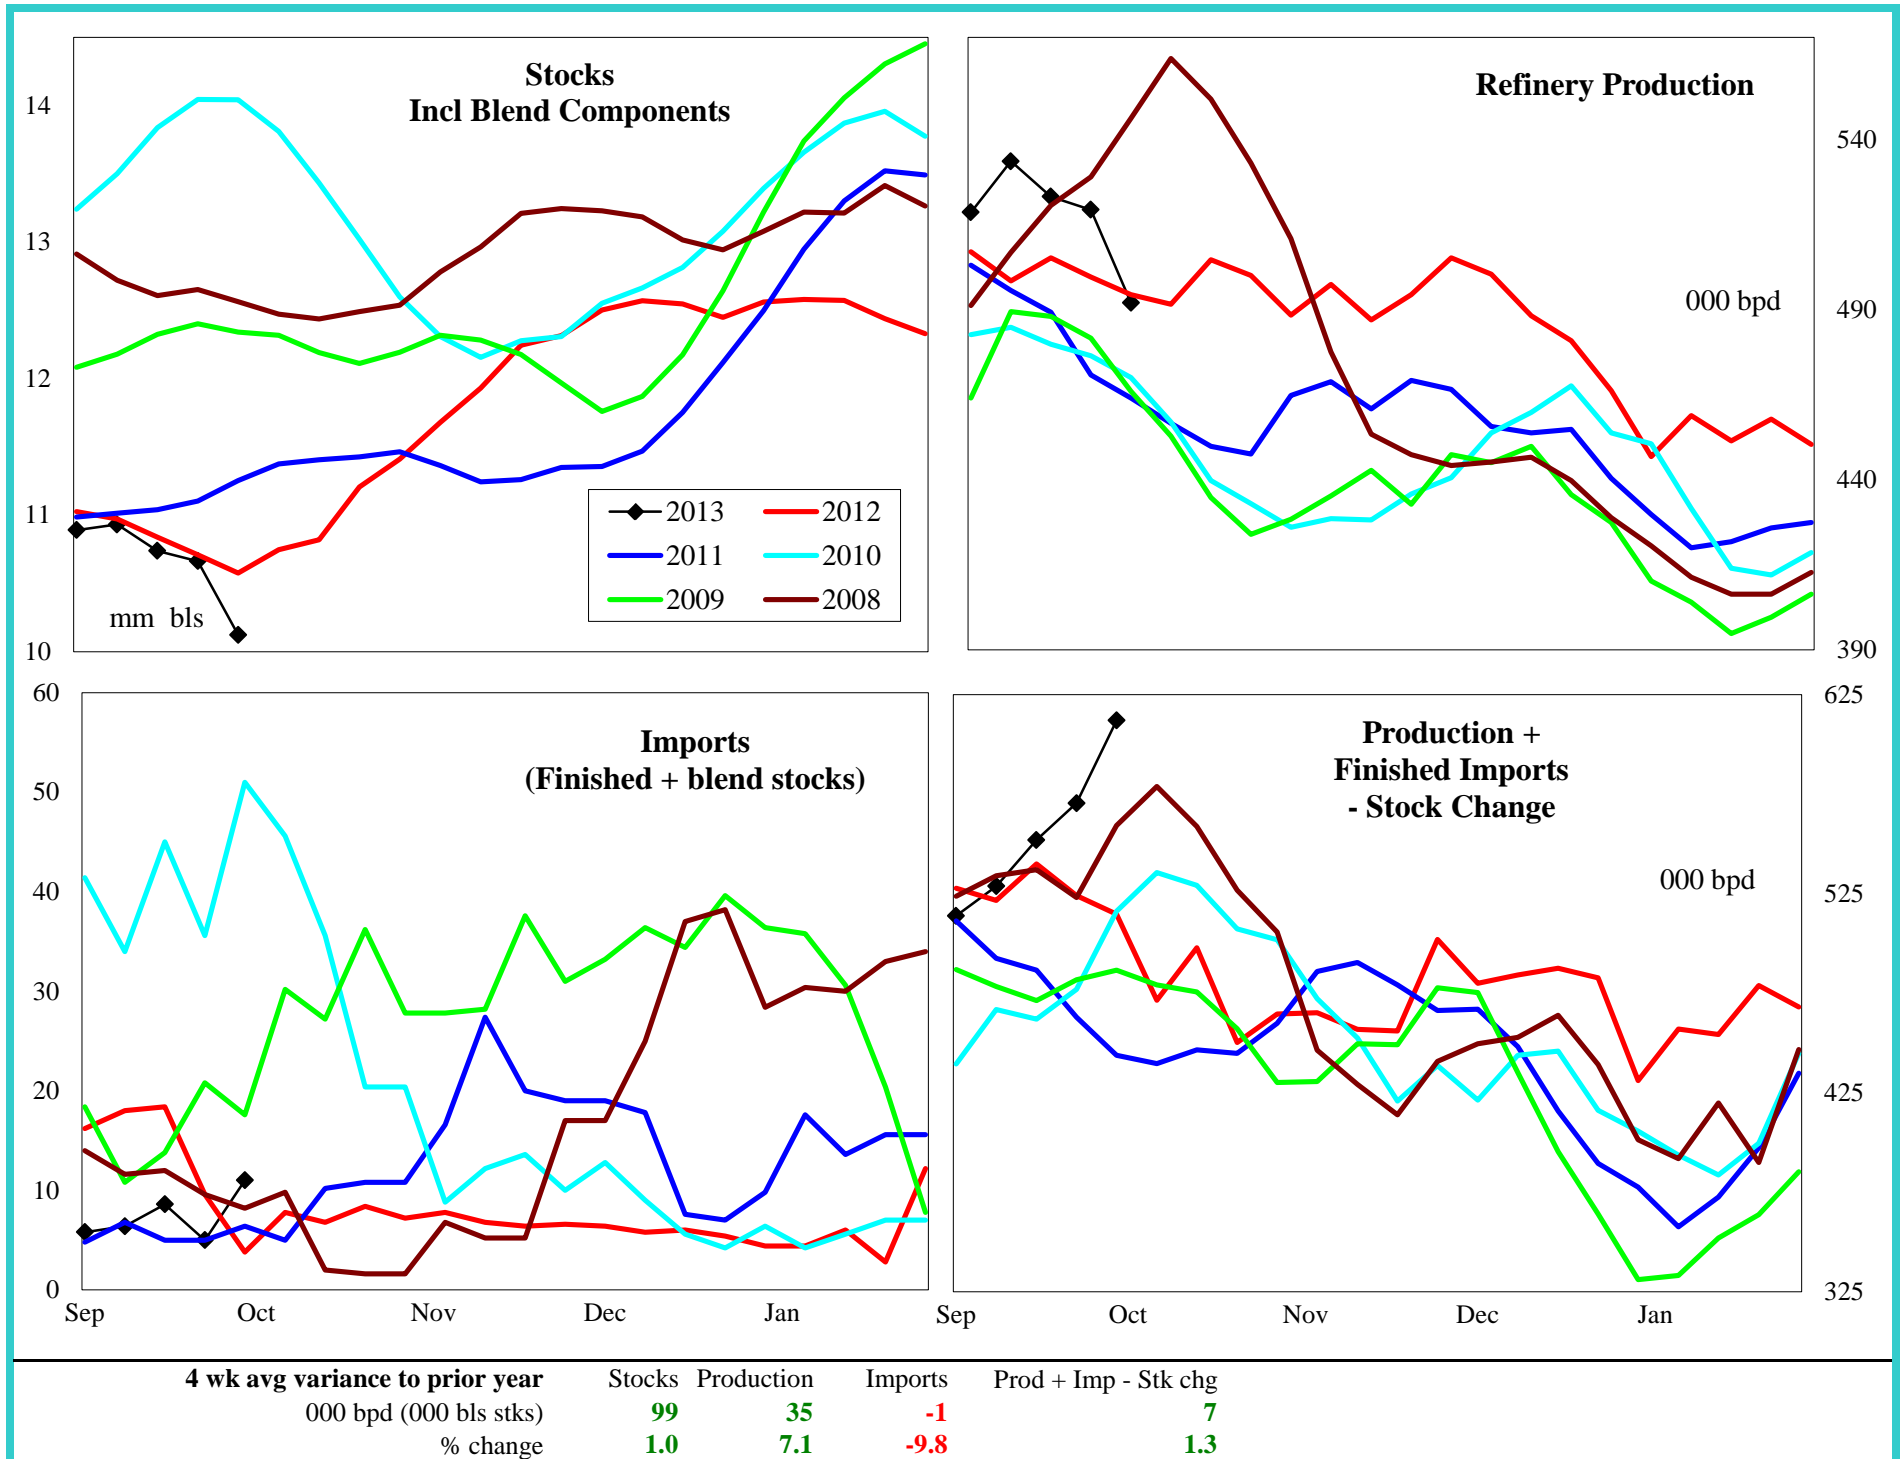 Stocks
Incl Blend Components
14
13
12
11
10
mm bls
2013
2012
2011
2010
2009
2008
Refinery Production
000 bpd
540
490
440
390
Imports
(Finished + blend stocks)
60
50
40
30
20
10
0
Sep Oct Nov Dec Jan
Production +
Finished Imports
- Stock Change
000 bpd
625
525
425
325
Sep Oct Nov Dec Jan
4 wk avg variance to prior year Stocks Production Imports Prod + Imp - Stk chg
000 bpd (000 bls stks) 99 35 -1 7
% change 1.0 7.1 -9.8 1.3